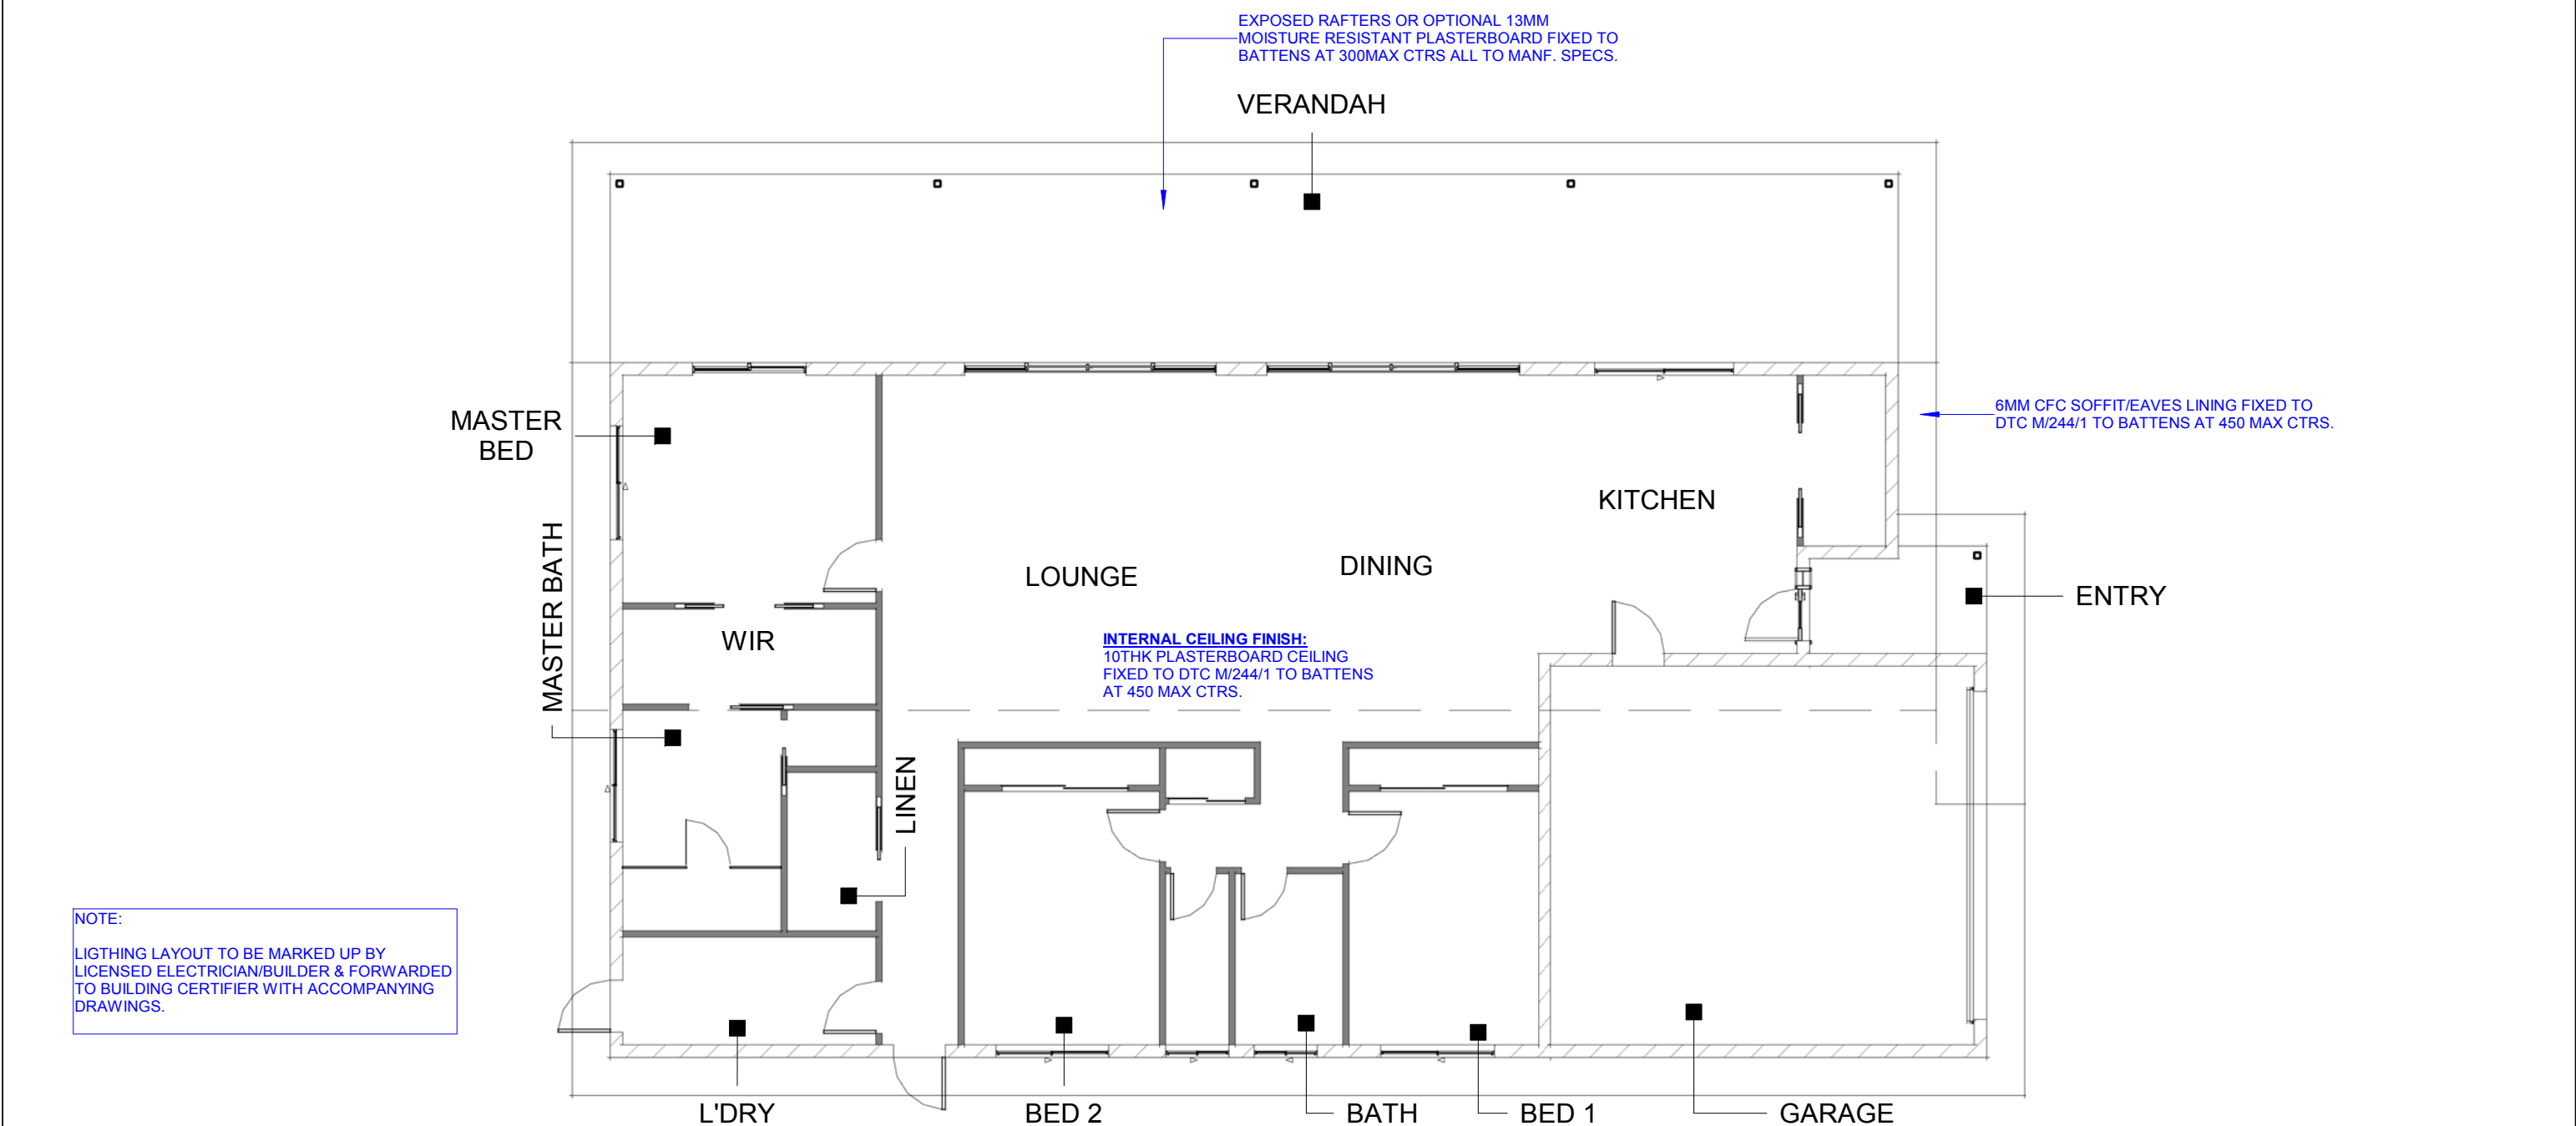 EXPOSED RAFTERS OR OPTIONAL 13MM
MOISTURE RESISTANT PLASTERBOARD FIXED TO
BATTENS AT 300MAX CTRS ALL TO MANF. SPECS.
VERANDAH
MASTER
BED
6MM CFC SOFFIT/EAVES LINING FIXED TO
DTC M/244/1 TO BATTENS AT 450 MAX CTRS.
KITCHEN
LOUNGE
DINING
MASTER BATH
ENTRY
WIR
INTERNAL CEILING FINISH:
10THK PLASTERBOARD CEILING
FIXED TO DTC M/244/1 TO BATTENS
AT 450 MAX CTRS.
LINEN
NOTE:
LIGTHING LAYOUT TO BE MARKED UP BY
LICENSED ELECTRICIAN/BUILDER & FORWARDED
TO BUILDING CERTIFIER WITH ACCOMPANYING
DRAWINGS.
L'DRY
BED 2
BATH
BED 1
GARAGE